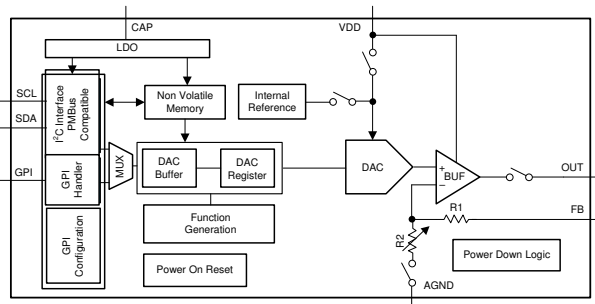 CAP
VDD
LDO
SCL
SDA
GPI
I²C Interface
PMBus
Compatible
Non Volatile
Memory
Internal
Reference
GPI
Handler
MUX
DAC
Buffer
DAC
Register
DAC
+
−
BUF
OUT
FB
R1
R2
GPI
Configuration
Function
Generation
Power On Reset
Power Down Logic
AGND